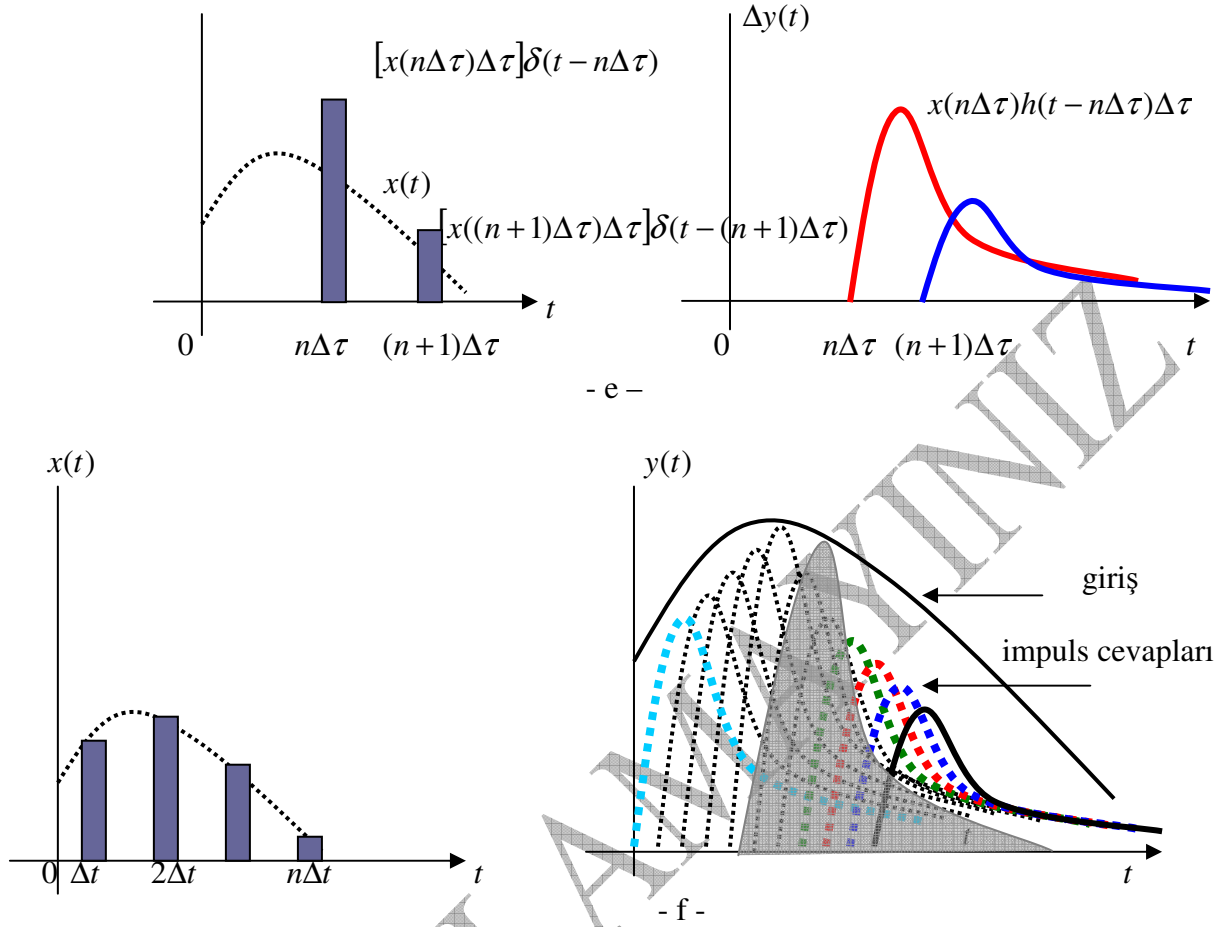 Δy(t)
[x(nΔτ)Δτ]δ(t − nΔτ)
x(nΔτ)h(t − nΔτ)Δτ
x(t)
[x((n+1)Δτ)Δτ]δ(t − (n+1)Δτ)
t
0 nΔτ (n+1)Δτ
0 nΔτ (n+1)Δτ t
- e –
x(t)
y(t)
giriş
impuls cevapları
0 Δt 2Δt nΔt t
t
- f -